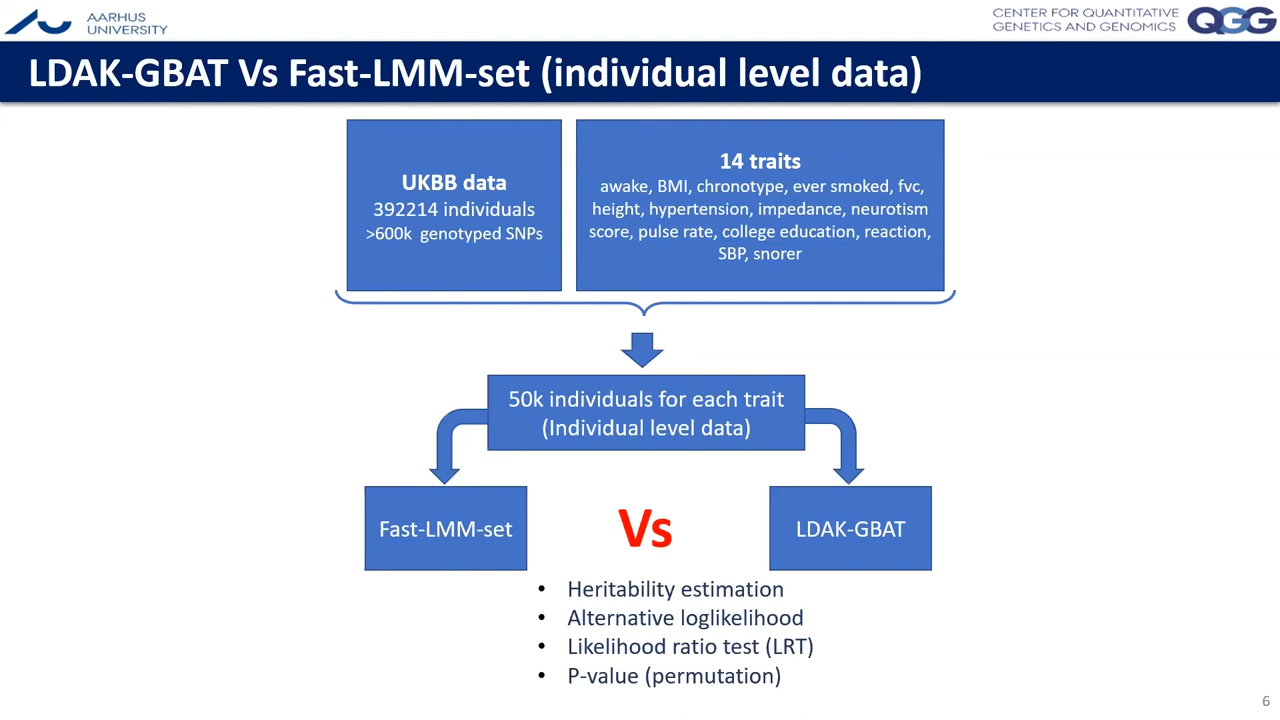 AARHUS
UNIVERSITY
CENTER FOR QUANTITATIVE
GENETICS AND GENOMICS
QGG
LDAK-GBAT Vs Fast-LMM-set (individual level data)
UKBB data
392214 individuals
>600k genotyped SNPs
14 traits
awake, BMI, chronotype, ever smoked, fvc,
height, hypertension, impedance, neurotism
score, pulse rate, college education, reaction,
SBP, snorer
50k individuals for each trait
(Individual level data)
Fast-LMM-set
Vs
LDAK-GBAT
• Heritability estimation
• Alternative loglikelihood
• Likelihood ratio test (LRT)
• P-value (permutation)
6